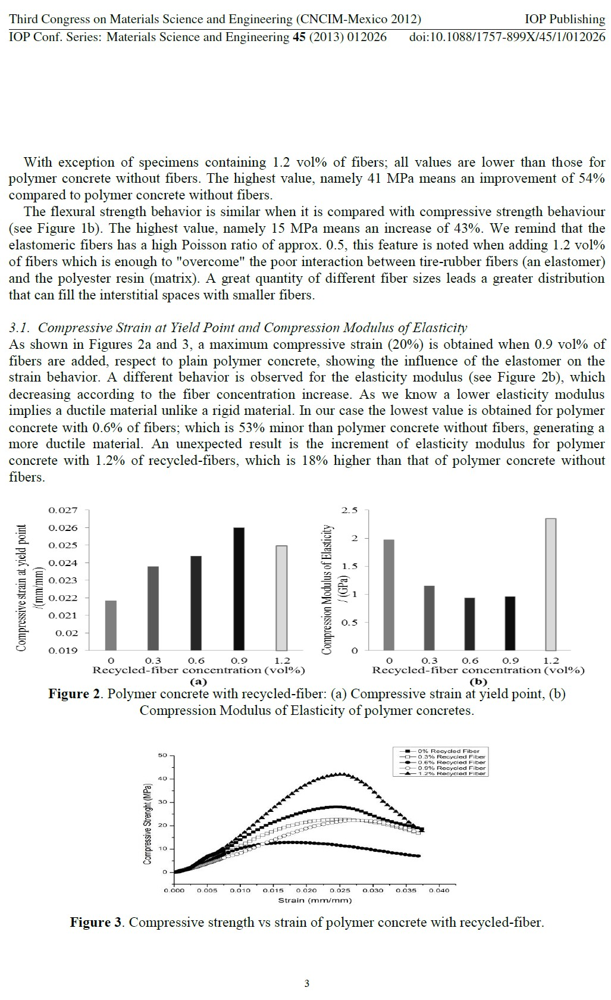 Third Congress on Materials Science and Engineering (CNCIM-Mexico 2012) IOP Publishing
IOP Conf. Series: Materials Science and Engineering 45 (2013) 012026 doi:10.1088/1757-899X/45/1/012026
With exception of specimens containing 1.2 vol% of fibers; all values are lower than those for
polymer concrete without fibers. The highest value, namely 41 MPa means an improvement of 54%
compared to polymer concrete without fibers.
The flexural strength behavior is similar when it is compared with compressive strength behaviour
(see Figure 1b). The highest value, namely 15 MPa means an increase of 43%. We remind that the
elastomeric fibers has a high Poisson ratio of approx. 0.5, this feature is noted when adding 1.2 vol%
of fibers which is enough to "overcome" the poor interaction between tire-rubber fibers (an elastomer)
and the polyester resin (matrix). A great quantity of different fiber sizes leads a greater distribution
that can fill the interstitial spaces with smaller fibers.
3.1. Compressive Strain at Yield Point and Compression Modulus of Elasticity
As shown in Figures 2a and 3, a maximum compressive strain (20%) is obtained when 0.9 vol% of
fibers are added, respect to plain polymer concrete, showing the influence of the elastomer on the
strain behavior. A different behavior is observed for the elasticity modulus (see Figure 2b), which
decreasing according to the fiber concentration increase. As we know a lower elasticity modulus
implies a ductile material unlike a rigid material. In our case the lowest value is obtained for polymer
concrete with 0.6% of fibers; which is 53% minor than polymer concrete without fibers, generating a
more ductile material. An unexpected result is the increment of elasticity modulus for polymer
concrete with 1.2% of recycled-fibers, which is 18% higher than that of polymer concrete without
fibers.
Compressive strain at yield point
/(mm/mm)
0.027
0.026
0.025
0.024
0.023
0.022
0.021
0.02
0.019
0 0.3 0.6 0.9 1.2
Recycled-fiber concentration (vol%)
(a)
Compression Modulus of Elasticity
/ (GPa)
2.5
2
1.5
1
0.5
0
0 0.3 0.6 0.9 1.2
Recycled-fiber concentration (vol%)
(b)
Figure 2. Polymer concrete with recycled-fiber: (a) Compressive strain at yield point, (b)
Compression Modulus of Elasticity of polymer concretes.
Compressive Strenght (MPa)
50
40
30
20
10
0
0% Recycled Fiber
0.3% Recycled Fiber
0.6% Recycled Fiber
0.9% Recycled Fiber
1.2% Recycled Fiber
0.000 0.005 0.010 0.015 0.020 0.025 0.030 0.035 0.040
Strain (mm/mm)
Figure 3. Compressive strength vs strain of polymer concrete with recycled-fiber.
3